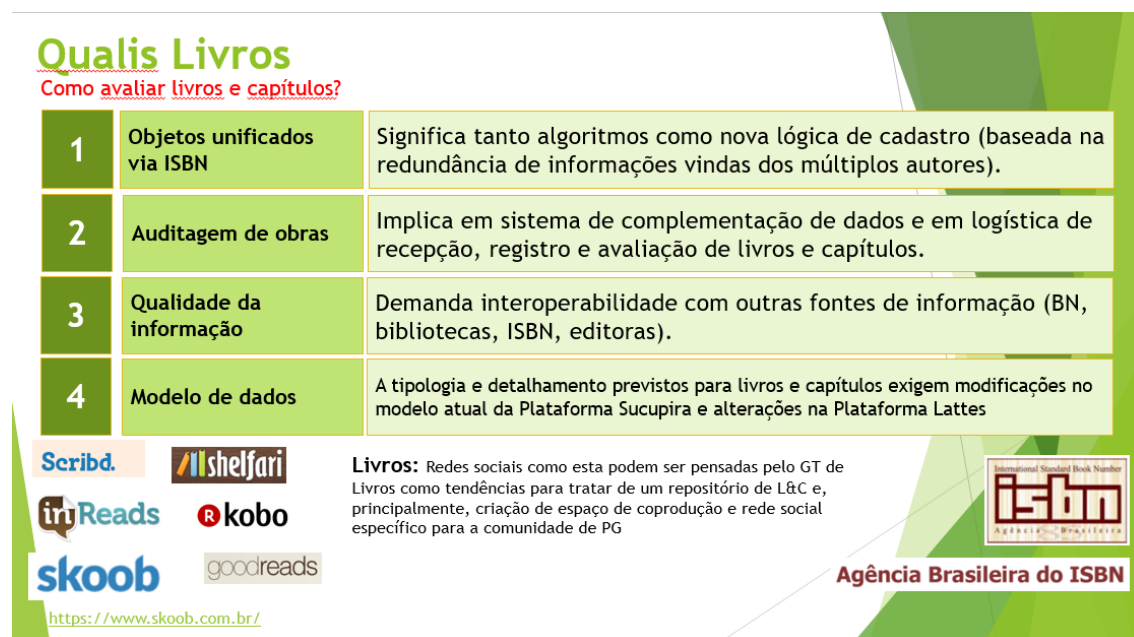 Qualis Livros
Como avaliar livros e capítulos?
1
Objetos unificados
via ISBN
Significa tanto algoritmos como nova lógica de cadastro (baseada na
redundância de informações vindas dos múltiplos autores).
2
Auditagem de obras
Implica em sistema de complementação de dados e em logística de
recepção, registro e avaliação de livros e capítulos.
3
Qualidade da
informação
Demanda interoperabilidade com outras fontes de informação (BN,
bibliotecas, ISBN, editoras).
4
Modelo de dados
A tipologia e detalhamento previstos para livros e capítulos exigem modificações no
modelo atual da Plataforma Sucupira e alterações na Plataforma Lattes
Scribd.
shelfari
inReads
R kobo
skoob
goodreads
https://www.skoob.com.br/
Livros: Redes sociais como esta podem ser pensadas pelo GT de
Livros como tendências para tratar de um repositório de L&C e,
principalmente, criação de espaço de coprodução e rede social
específico para a comunidade de PG
International Standard Book Number
isbn
Agência Brasileira
Agência Brasileira do ISBN